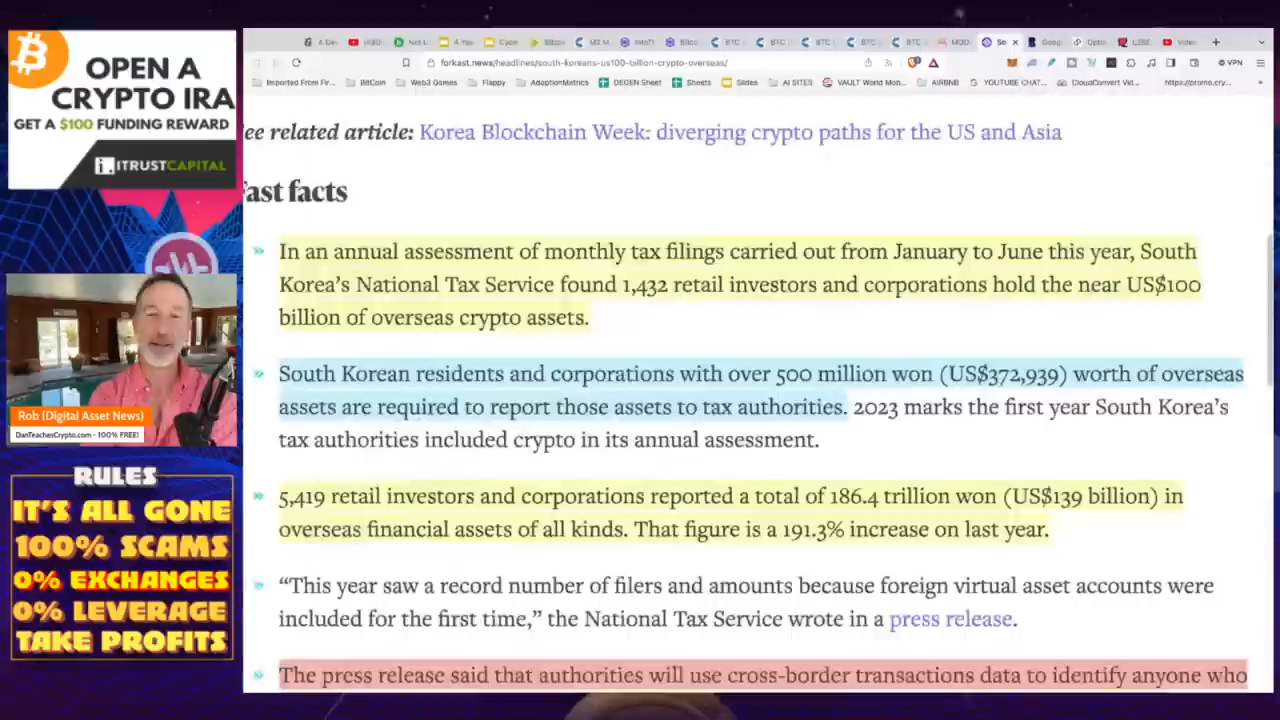 OPEN A
CRYPTO IRA
GET A $100 FUNDING REWARD
ITRUSTCAPITAL
Rob (Digital Asset News)
DanTeachesCrypto.com - 100% FREE!
RULES
IT'S ALL GONE
100% SCAMS
0% EXCHANGES
0% LEVERAGE
TAKE PROFITS
forkast.news/headlines/south-koreans-us100-billion-crypto-overseas/
VPN
Imported From Fir... BitCoin Web3 Games Flappy AdoptionMetrics DEGEN Sheet Sheets Slides AI SITES VAULT World Mob... AIRBNB YOUTUBE CHAT... CloudConvert Vid... https://promo.cry...
ee related article: Korea Blockchain Week: diverging crypto paths for the US and Asia
ast facts
In an annual assessment of monthly tax filings carried out from January to June this year, South
Korea's National Tax Service found 1,432 retail investors and corporations hold the near US$100
billion of overseas crypto assets.
South Korean residents and corporations with over 500 million won (US$372,939) worth of overseas
assets are required to report those assets to tax authorities. 2023 marks the first year South Korea's
tax authorities included crypto in its annual assessment.
5,419 retail investors and corporations reported a total of 186.4 trillion won (US$139 billion) in
overseas financial assets of all kinds. That figure is a 191.3% increase on last year.
“This year saw a record number of filers and amounts because foreign virtual asset accounts were
included for the first time,” the National Tax Service wrote in a press release.
The press release said that authorities will use cross-border transactions data to identify anyone who